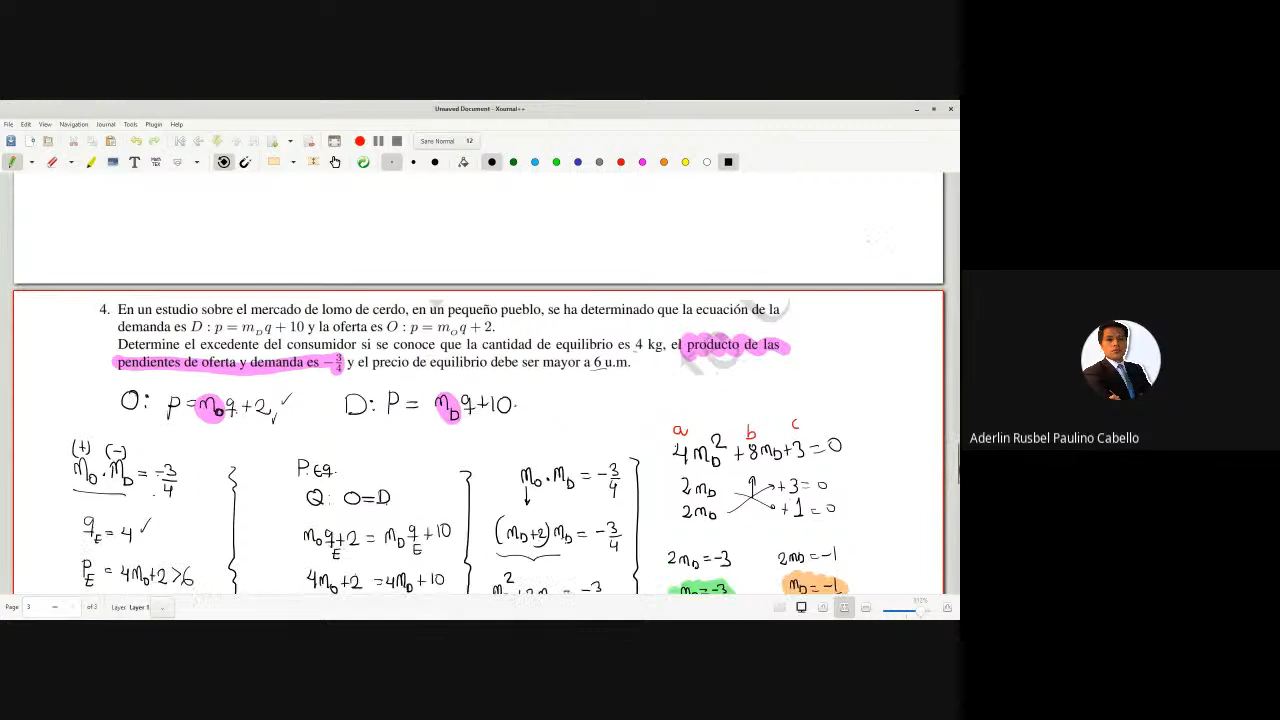 Unsaved Document - Xournal++
File Edit View Navigation Journal Tools Plugin Help
Sans Normal 12
4. En un estudio sobre el mercado de lomo de cerdo, en un pequeño pueblo, se ha determinado que la ecuación de la
demanda es D : p = m_D q + 10 y la oferta es O : p = m_O q + 2.
Determine el excedente del consumidor si se conoce que la cantidad de equilibrio es 4 kg, el producto de las
pendientes de oferta y demanda es −3/4 y el precio de equilibrio debe ser mayor a 6 u.m.
O: p = m_O q + 2 ✓ D: P = m_D q + 10.
(+) (-)
m_O . m_D = -3/4
q_E = 4 ✓
P_E = 4m_O + 2 > 6
P. Eq.
Q: O = D
m_O q_E + 2 = m_D q_E + 10
4m_O + 2 = 4m_D + 10
m_O . m_D = -3/4
(m_D + 2) m_D = -3/4
a b c
4m_D² + 8m_D + 3 = 0
2m_D +3 = 0
2m_D +1 = 0
2m_D = -3 2m_D = -1
m_D = -3 m_D = -1
Page 3 of 3 Layer Layer 1 312%
Aderlin Rusbel Paulino Cabello